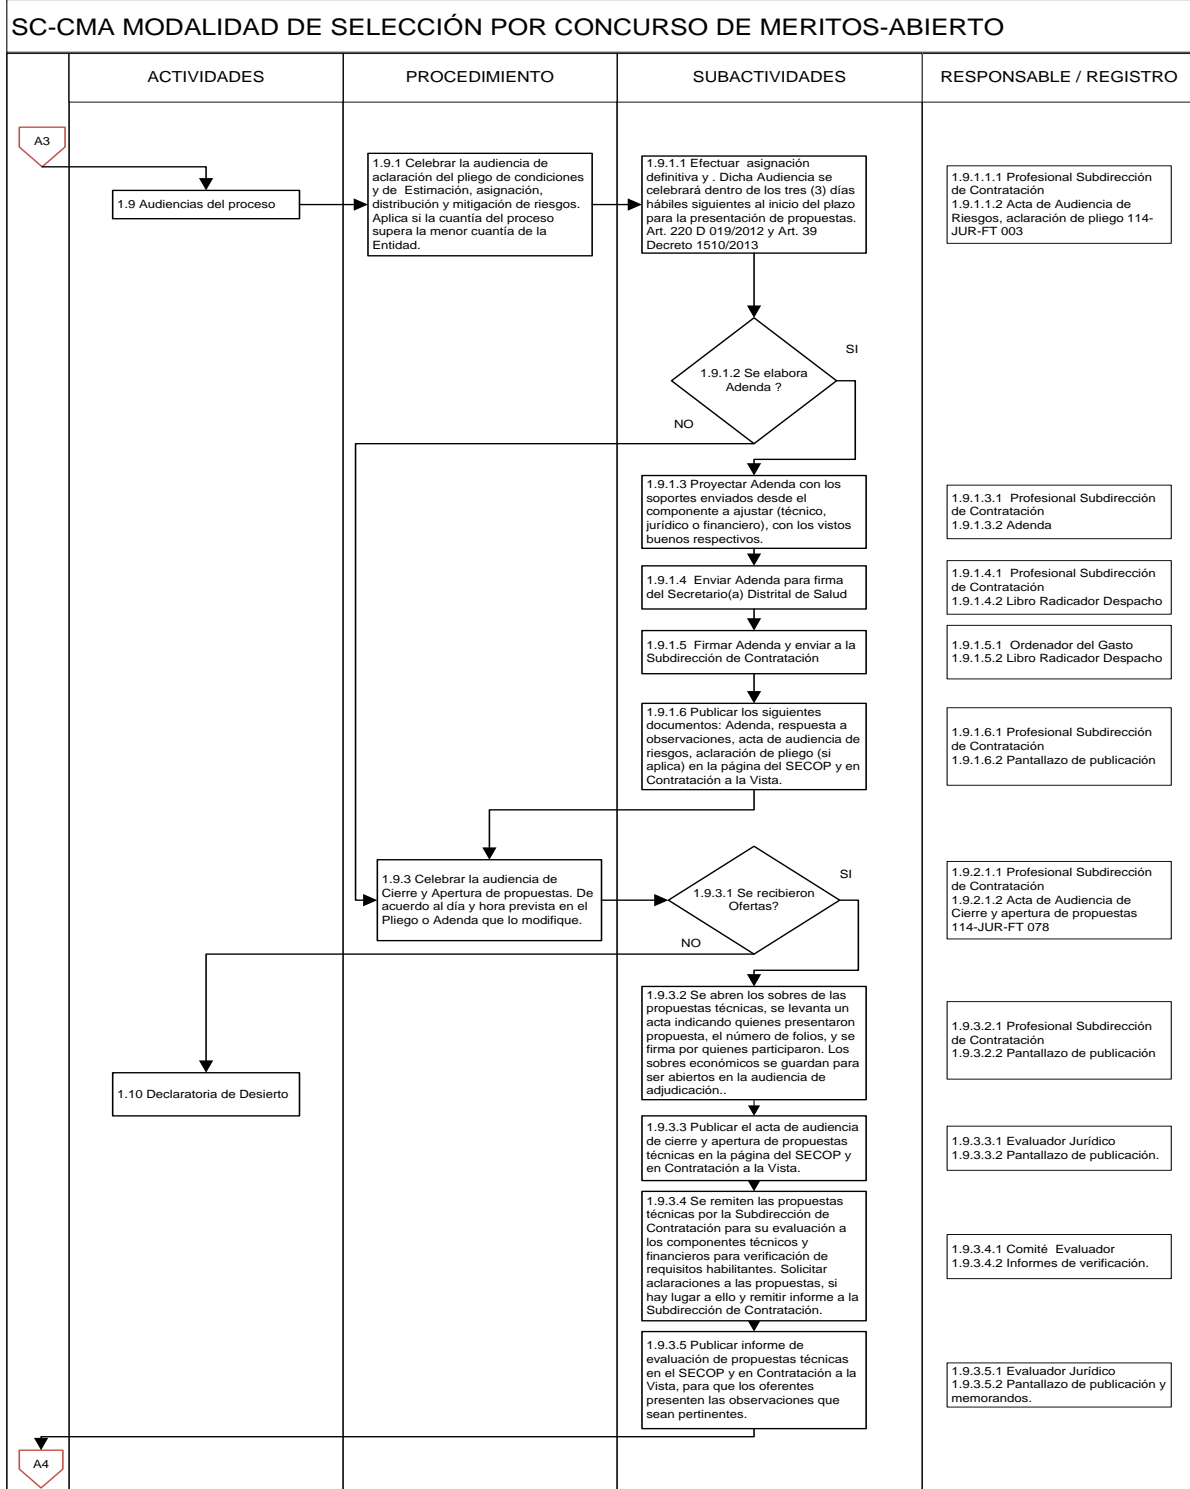 SC-CMA MODALIDAD DE SELECCIÓN POR CONCURSO DE MERITOS-ABIERTO
ACTIVIDADES
PROCEDIMIENTO
SUBACTIVIDADES
RESPONSABLE / REGISTRO
A3
1.9 Audiencias del proceso
1.9.1 Celebrar la audiencia de
aclaración del pliego de condiciones
y de  Estimación, asignación,
distribución y mitigación de riesgos.
Aplica si la cuantía del proceso
supera la menor cuantía de la
Entidad.
1.9.1.1 Efectuar  asignación
definitiva y . Dicha Audiencia se
celebrará dentro de los tres (3) días
hábiles siguientes al inicio del plazo
para la presentación de propuestas.
Art. 220 D 019/2012 y Art. 39
Decreto 1510/2013
1.9.1.1.1 Profesional Subdirección
de Contratación
1.9.1.1.2 Acta de Audiencia de
Riesgos, aclaración de pliego 114-
JUR-FT 003
1.9.1.2 Se elabora
Adenda ?
SI
NO
1.9.1.3 Proyectar Adenda con los
soportes enviados desde el
componente a ajustar (técnico,
jurídico o financiero), con los vistos
buenos respectivos.
1.9.1.3.1  Profesional Subdirección
de Contratación
1.9.1.3.2 Adenda
1.9.1.4  Enviar Adenda para firma
del Secretario(a) Distrital de Salud
1.9.1.4.1  Profesional Subdirección
de Contratación
1.9.1.4.2 Libro Radicador Despacho
1.9.1.5  Firmar Adenda y enviar a la
Subdirección de Contratación
1.9.1.5.1  Ordenador del Gasto
1.9.1.5.2 Libro Radicador Despacho
1.9.1.6 Publicar los siguientes
documentos: Adenda, respuesta a
observaciones, acta de audiencia de
riesgos, aclaración de pliego (si
aplica) en la página del SECOP y en
Contratación a la Vista.
1.9.1.6.1 Profesional Subdirección
de Contratación
1.9.1.6.2 Pantallazo de publicación
1.9.3 Celebrar la audiencia de
Cierre y Apertura de propuestas. De
acuerdo al día y hora prevista en el
Pliego o Adenda que lo modifique.
1.9.3.1 Se recibieron
Ofertas?
SI
NO
1.9.2.1.1 Profesional Subdirección
de Contratación
1.9.2.1.2 Acta de Audiencia de
Cierre y apertura de propuestas
114-JUR-FT 078
1.9.3.2 Se abren los sobres de las
propuestas técnicas, se levanta un
acta indicando quienes presentaron
propuesta, el número de folios, y se
firma por quienes participaron. Los
sobres económicos se guardan para
ser abiertos en la audiencia de
adjudicación..
1.9.3.2.1 Profesional Subdirección
de Contratación
1.9.3.2.2 Pantallazo de publicación
1.10 Declaratoria de Desierto
1.9.3.3 Publicar el acta de audiencia
de cierre y apertura de propuestas
técnicas en la página del SECOP y
en Contratación a la Vista.
1.9.3.3.1 Evaluador Jurídico
1.9.3.3.2 Pantallazo de publicación.
1.9.3.4 Se remiten las propuestas
técnicas por la Subdirección de
Contratación para su evaluación a
los componentes técnicos y
financieros para verificación de
requisitos habilitantes. Solicitar
aclaraciones a las propuestas, si
hay lugar a ello y remitir informe a la
Subdirección de Contratación.
1.9.3.4.1 Comité  Evaluador
1.9.3.4.2 Informes de verificación.
1.9.3.5 Publicar informe de
evaluación de propuestas técnicas
en el SECOP y en Contratación a la
Vista, para que los oferentes
presenten las observaciones que
sean pertinentes.
1.9.3.5.1 Evaluador Jurídico
1.9.3.5.2 Pantallazo de publicación y
memorandos.
A4